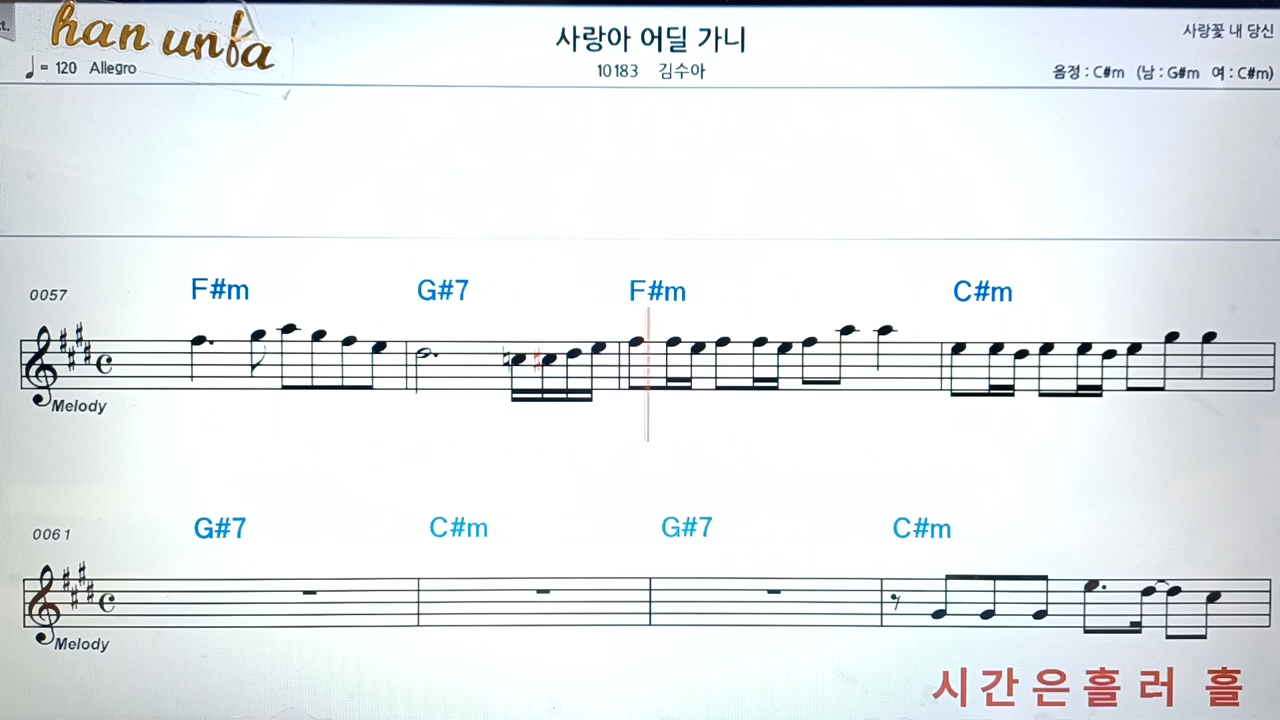 t.
han unfa
사랑아 어딜 가니
사랑꽃 내 당신
♩= 120 Allegro
10183 김수아
음정 : C#m (남 : G#m 여 : C#m)
0057 F#m G#7 F#m C#m
Melody
0061 G#7 C#m G#7 C#m
Melody
시 간 은 흘 러 흘